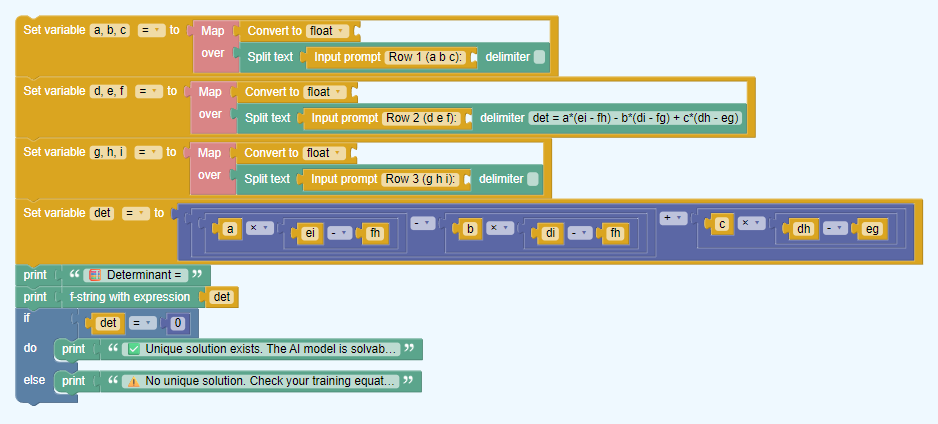 Set variable a, b, c = to Map Convert to float
over Split text Input prompt Row 1 (a b c): delimiter
Set variable d, e, f = to Map Convert to float
over Split text Input prompt Row 2 (d e f): delimiter det = a*(ei - fh) - b*(di - fg) + c*(dh - eg)
Set variable g, h, i = to Map Convert to float
over Split text Input prompt Row 3 (g h i): delimiter
Set variable det = to a × ei - fh - b × di - fh + c × dh - eg
print “ 🧮 Determinant = ”
print f-string with expression det
if det = 0
do print “ ✅ Unique solution exists. The AI model is solvab... ”
else print “ ⚠️ No unique solution. Check your training equat... ”